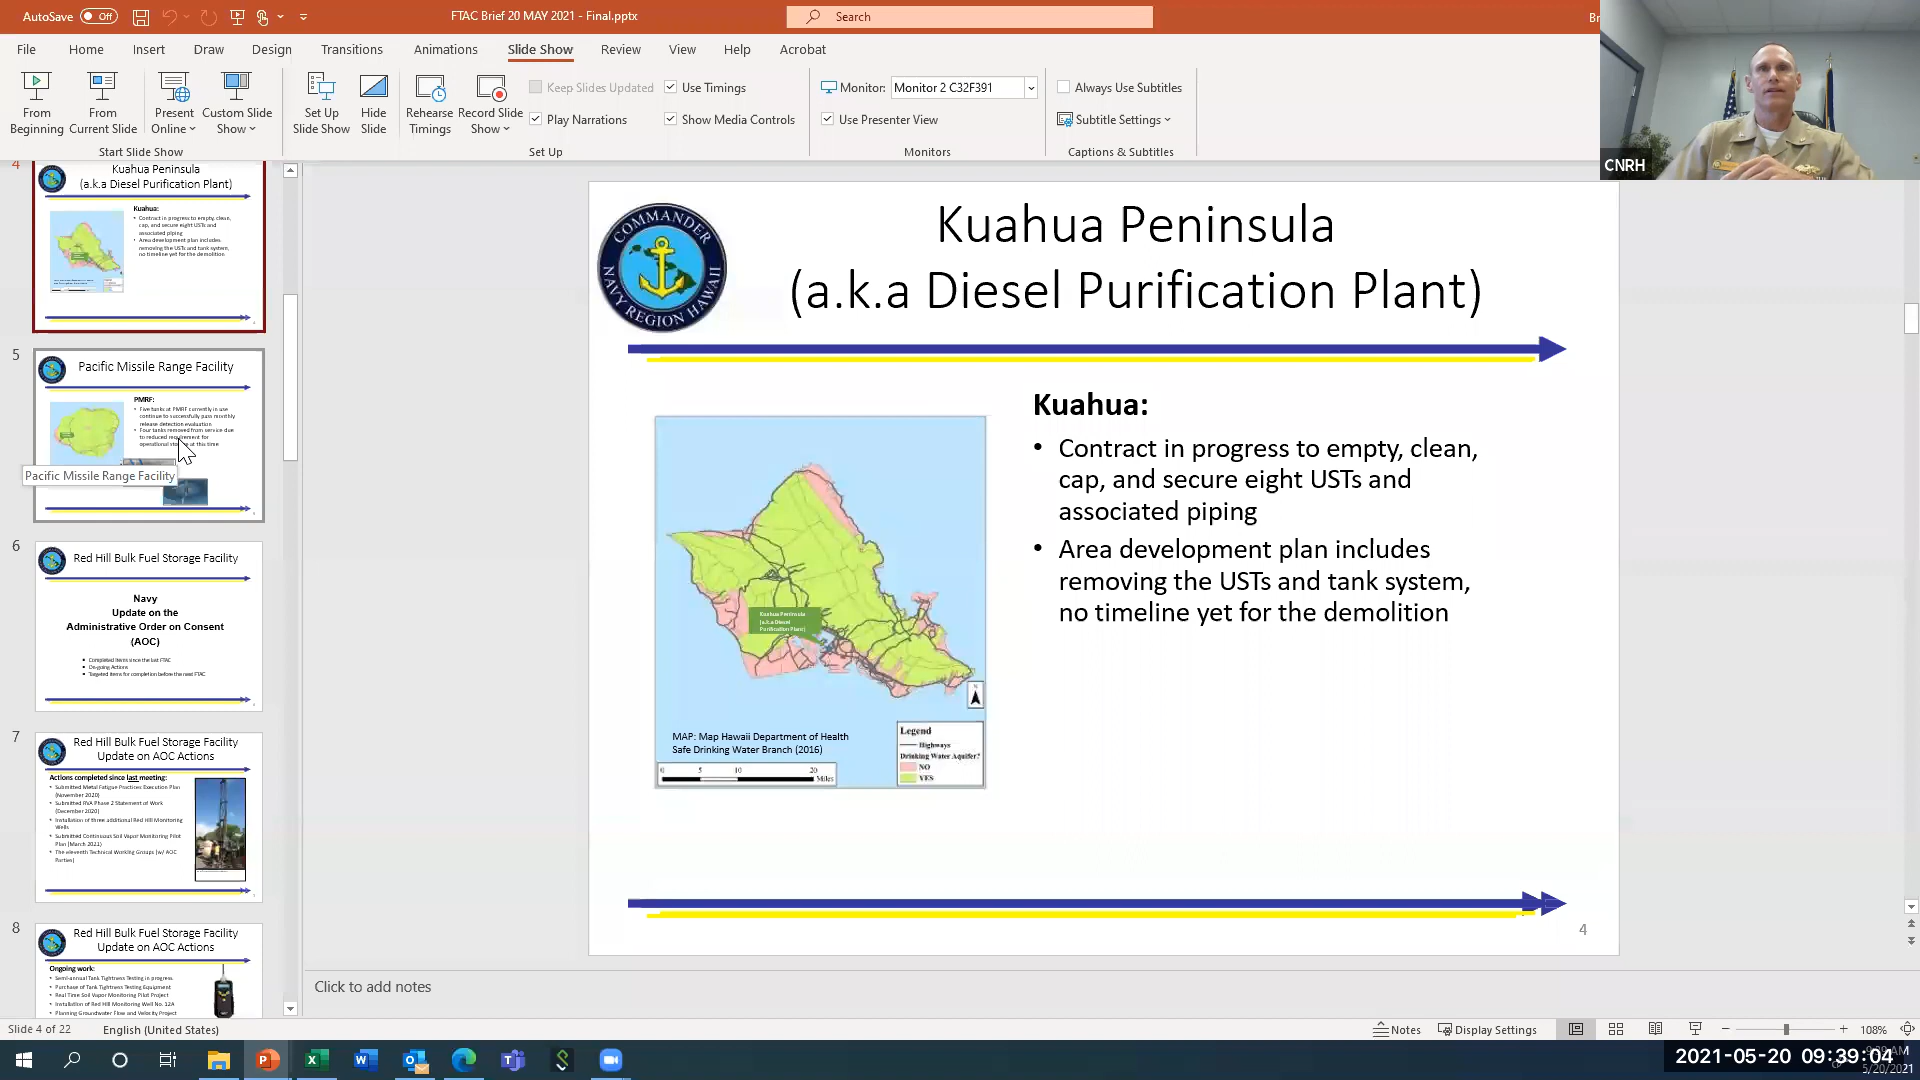 AutoSave Off
FTAC Brief 20 MAY 2021 - Final.pptx
Search
File Home Insert Draw Design Transitions Animations Slide Show Review View Help Acrobat
From Beginning
From Current Slide
Present Online
Custom Slide Show
Start Slide Show
Set Up Slide Show
Hide Slide
Rehearse Timings
Record Slide Show
Keep Slides Updated
Use Timings
Play Narrations
Show Media Controls
Set Up
Monitor: Monitor 2 C32F391
Use Presenter View
Monitors
Always Use Subtitles
Subtitle Settings
Captions & Subtitles
CNRH
4
Kuahua Peninsula
(a.k.a Diesel Purification Plant)
Kuahua:
Contract in progress to empty, clean,
cap, and secure eight USTs and
associated piping
Area development plan includes
removing the USTs and tank system,
no timeline yet for the demolition
5
Pacific Missile Range Facility
PMRF:
Five tanks at PMRF currently in use
continue to successfully pass monthly
release detection evaluation
Four tanks removed from service due
to reduced requirement for
operational storage at this time
Pacific Missile Range Facility
6
Red Hill Bulk Fuel Storage Facility
Navy
Update on the
Administrative Order on Consent
(AOC)
Completed items since the last FTAC
On-going Actions
Targeted items for completion before the next FTAC
7
Red Hill Bulk Fuel Storage Facility
Update on AOC Actions
Actions completed since last meeting:
Submitted Metal Fatigue Practices Execution Plan
(November 2020)
Submitted RVA Phase 2 Statement of Work
(December 2020)
Installation of three additional Red Hill Monitoring
Wells
Submitted Continuous Soil Vapor Monitoring Pilot
Plan (March 2021)
The eleventh Technical Working Groups (w/ AOC
Parties)
8
Red Hill Bulk Fuel Storage Facility
Update on AOC Actions
Ongoing work:
Semi-annual Tank Tightness Testing in progress
Purchase of Tank Tightness Testing Equipment
Real Time Soil Vapor Monitoring Pilot Project
Installation of Red Hill Monitoring Well No. 12A
Planning Groundwater Flow and Velocity Project
COMMANDER
NAVY REGION HAWAII
Kuahua Peninsula
(a.k.a Diesel Purification Plant)
Kuahua:
• Contract in progress to empty, clean,
cap, and secure eight USTs and
associated piping
• Area development plan includes
removing the USTs and tank system,
no timeline yet for the demolition
Kuahua Peninsula
(a.k.a Diesel
Purification Plant)
N
MAP: Map Hawaii Department of Health
Safe Drinking Water Branch (2016)
0 5 10 20
Miles
Legend
Highways
Drinking Water Aquifer?
NO
YES
4
Click to add notes
Slide 4 of 22 English (United States)
Notes Display Settings 108%
2021-05-20 09:39:04
5/20/2021